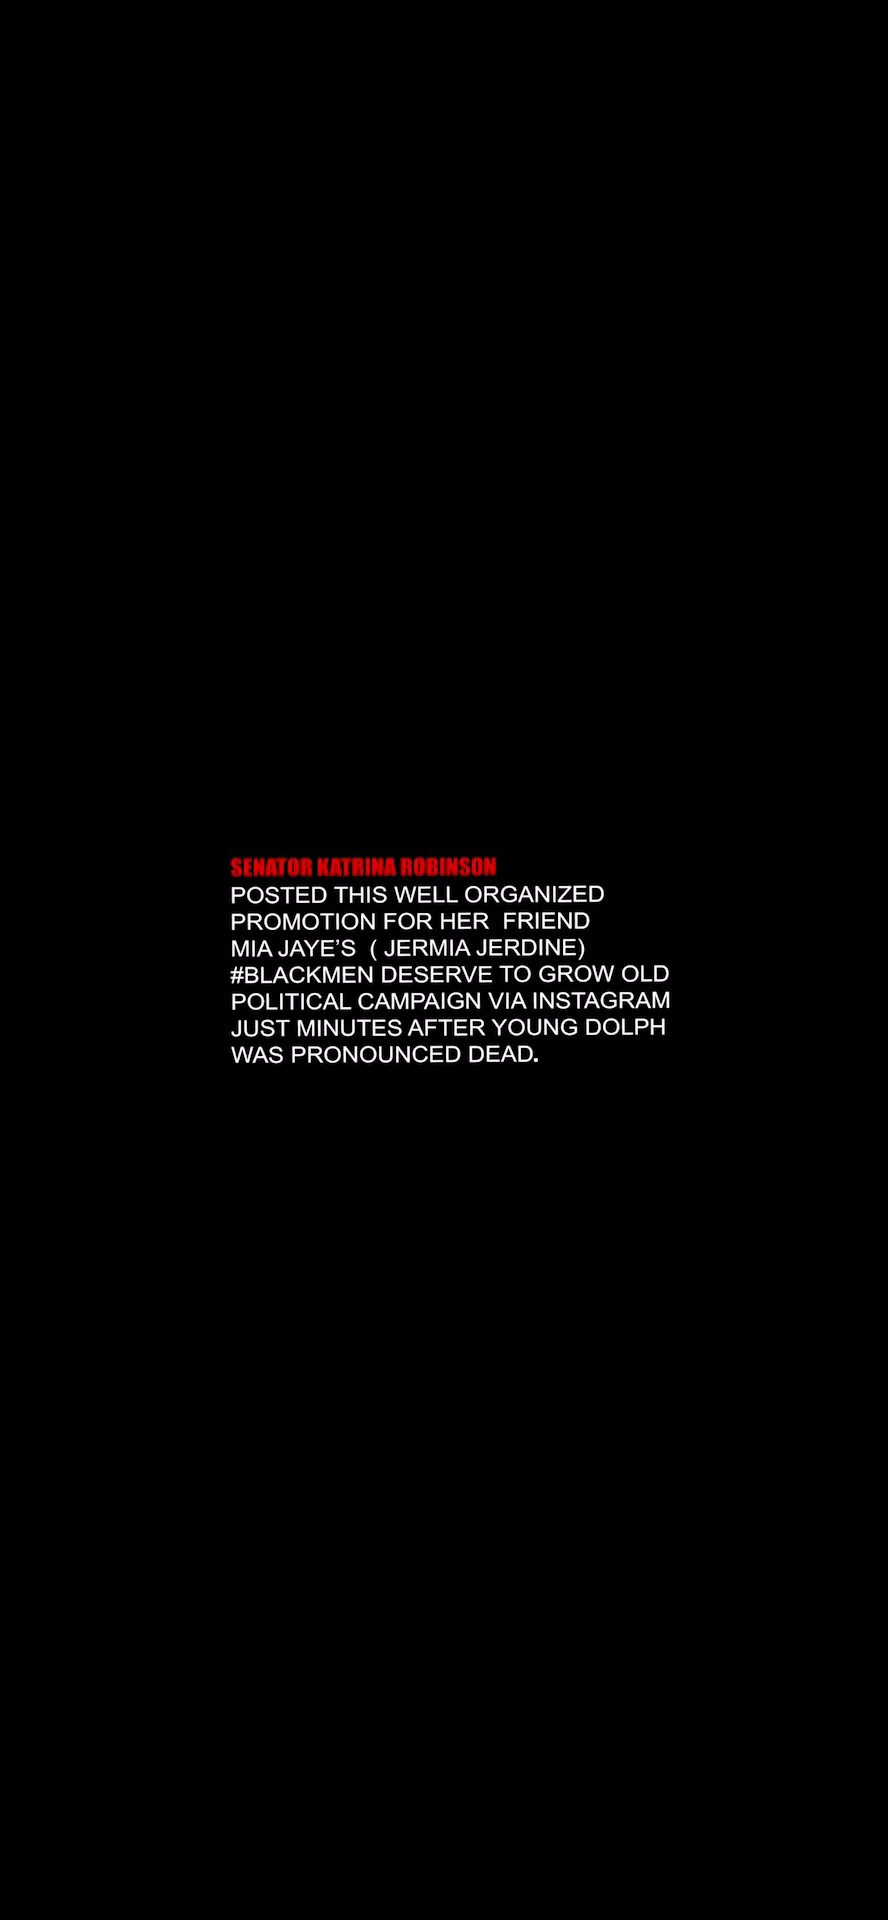 SENATOR KATRINA ROBINSON
POSTED THIS WELL ORGANIZED
PROMOTION FOR HER  FRIEND
MIA JAYE’S  ( JERMIA JERDINE)
#BLACKMEN DESERVE TO GROW OLD
POLITICAL CAMPAIGN VIA INSTAGRAM
JUST MINUTES AFTER YOUNG DOLPH
WAS PRONOUNCED DEAD.